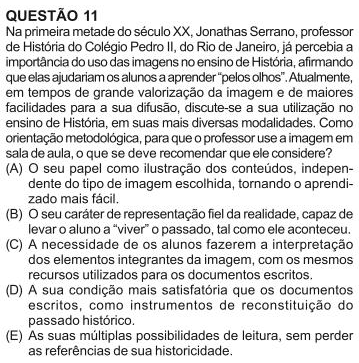 QUESTÃO 11
Na primeira metade do século XX, Jonathas Serrano, professor
de História do Colégio Pedro II, do Rio de Janeiro, já percebia a
importância do uso das imagens no ensino de História, afirmando
que elas ajudariam os alunos a aprender “pelos olhos”. Atualmente,
em tempos de grande valorização da imagem e de maiores
facilidades para a sua difusão, discute-se a sua utilização no
ensino de História, em suas mais diversas modalidades. Como
orientação metodológica, para que o professor use a imagem em
sala de aula, o que se deve recomendar que ele considere?
(A) O seu papel como ilustração dos conteúdos, indepen-
dente do tipo de imagem escolhida, tornando o aprendi-
zado mais fácil.
(B) O seu caráter de representação fiel da realidade, capaz de
levar o aluno a “viver” o passado, tal como ele aconteceu.
(C) A necessidade de os alunos fazerem a interpretação
dos elementos integrantes da imagem, com os mesmos
recursos utilizados para os documentos escritos.
(D) A sua condição mais satisfatória que os documentos
escritos, como instrumentos de reconstituição do
passado histórico.
(E) As suas múltiplas possibilidades de leitura, sem perder
as referências de sua historicidade.